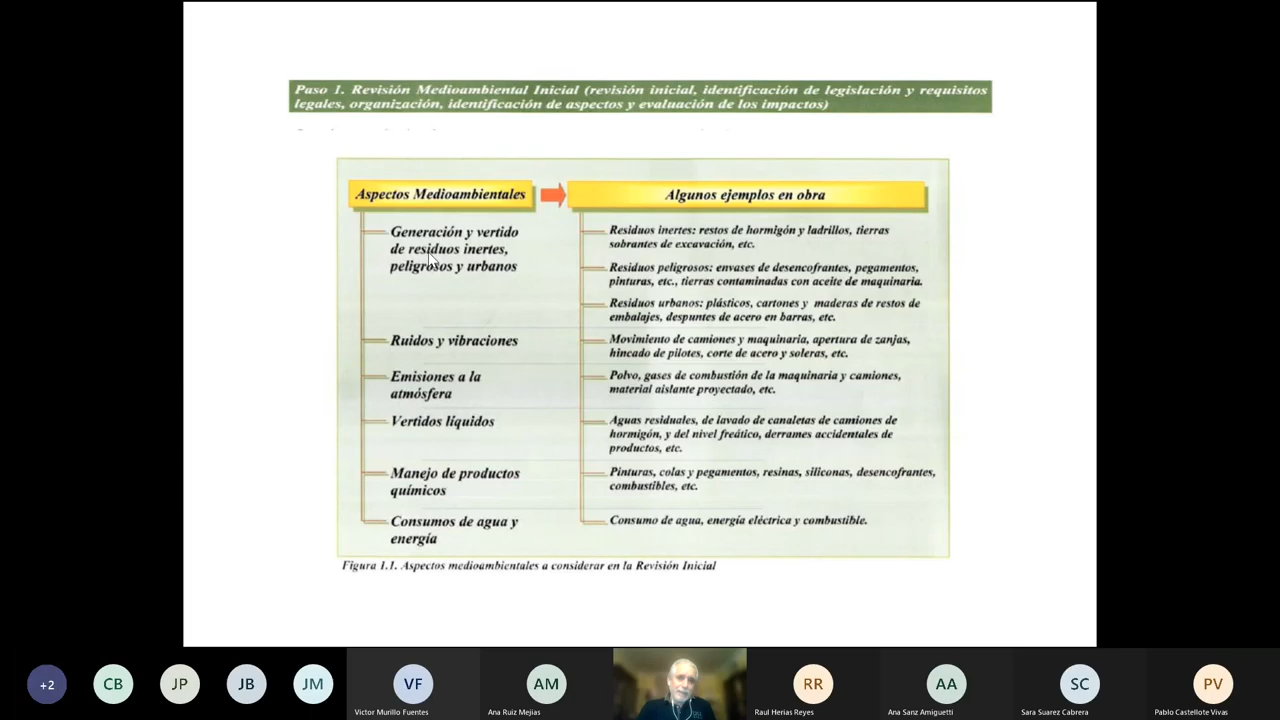 Paso 1. Revisión Medioambiental Inicial (revisión inicial, identificación de legislación y requisitos
legales, organización, identificación de aspectos y evaluación de los impactos)
Aspectos Medioambientales
Algunos ejemplos en obra
Generación y vertido
de residuos inertes,
peligrosos y urbanos
Residuos inertes: restos de hormigón y ladrillos, tierras
sobrantes de excavación, etc.
Residuos peligrosos: envases de desencofrantes, pegamentos,
pinturas, etc., tierras contaminadas con aceite de maquinaria.
Residuos urbanos: plásticos, cartones y maderas de restos de
embalajes, despuntes de acero en barras, etc.
Ruidos y vibraciones
Movimiento de camiones y maquinaria, apertura de zanjas,
hincado de pilotes, corte de acero y soleras, etc.
Emisiones a la
atmósfera
Polvo, gases de combustión de la maquinaria y camiones,
material aislante proyectado, etc.
Vertidos líquidos
Aguas residuales, de lavado de canaletas de camiones de
hormigón, y del nivel freático, derrames accidentales de
productos, etc.
Manejo de productos
químicos
Pinturas, colas y pegamentos, resinas, siliconas, desencofrantes,
combustibles, etc.
Consumos de agua y
energía
Consumo de agua, energía eléctrica y combustible.
Figura 1.1. Aspectos medioambientales a considerar en la Revisión Inicial
+2
CB
JP
JB
JM
VF
Victor Murillo Fuentes
AM
Ana Ruiz Mejias
RR
Raul Herias Reyes
AA
Ana Sanz Amiguetti
SC
Sara Suarez Cabrera
PV
Pablo Castellote Vivas